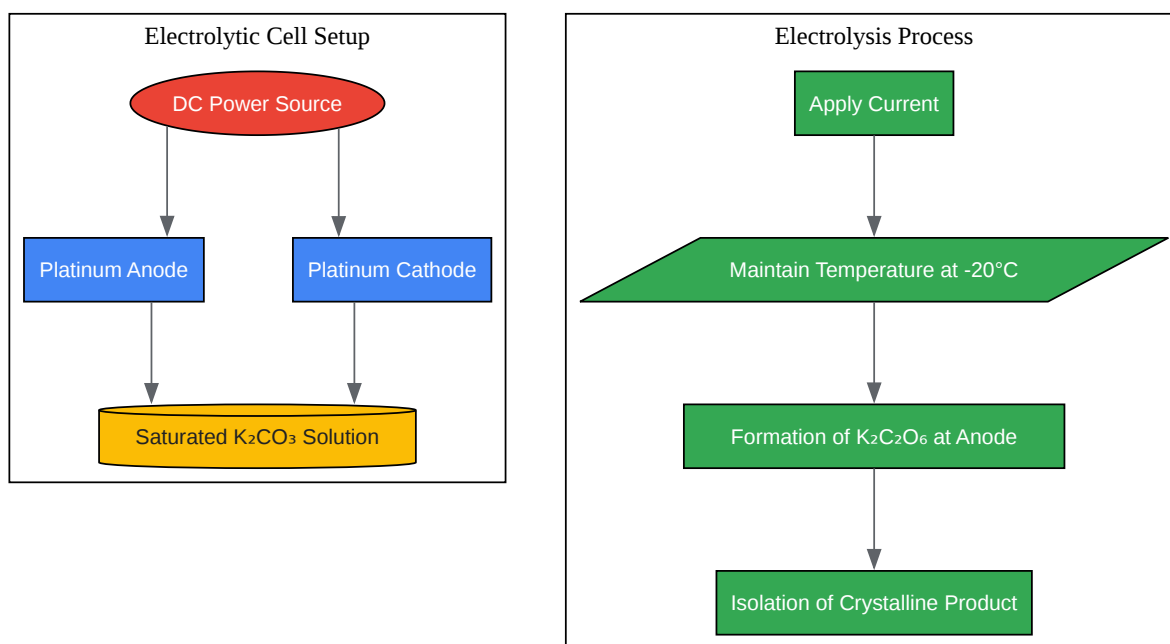 Electrolytic Cell Setup
DC Power Source
Platinum Anode
Platinum Cathode
Saturated K₂CO₃ Solution
Electrolysis Process
Apply Current
Maintain Temperature at -20°C
Formation of K₂C₂O₆ at Anode
Isolation of Crystalline Product